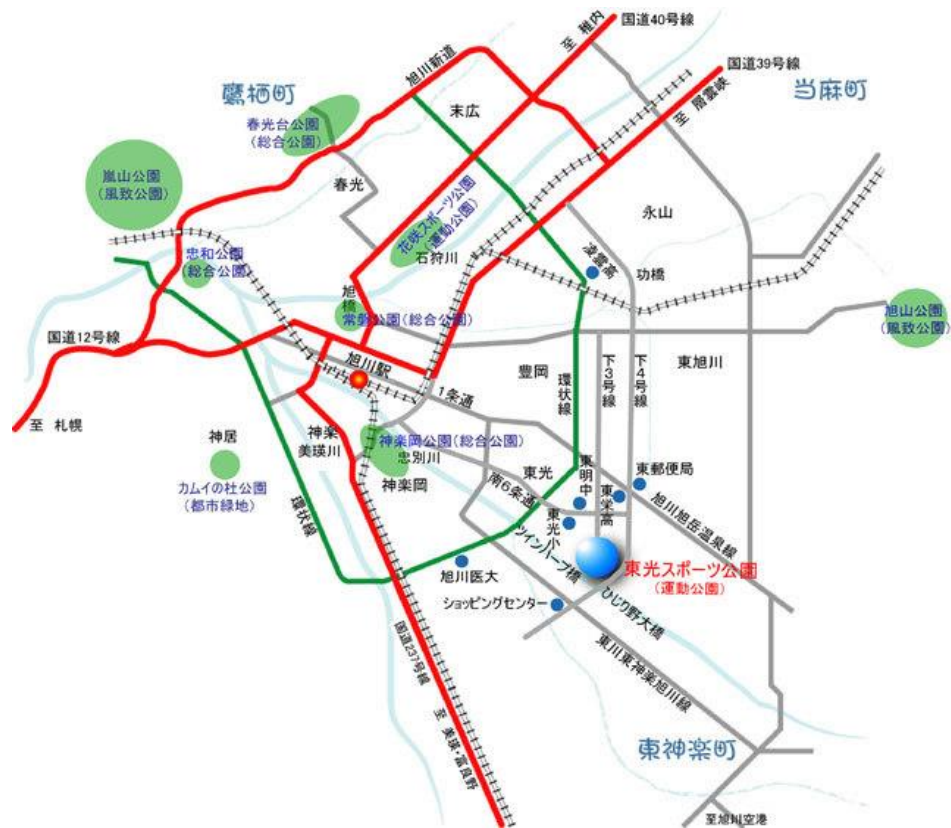 国道40号線
至 稚内
旭川新道
国道39号線
至 層雲峡
鷹栖町
当麻町
末広
春光台公園
(総合公園)
嵐山公園
(風致公園)
春光
花咲スポーツ公園
(運動公園)
永山
石狩川
忠和公園
(総合公園)
凌雲高
功橋
旭橋
常磐公園(総合公園)
旭山公園
(風致公園)
国道12号線
旭川駅
豊岡
環状線
下3号線
下4号線
東旭川
1条通
至 札幌
神居
神楽
美瑛川
神楽岡公園(総合公園)
忠別川
神楽岡
東光
カムイの杜公園
(都市緑地)
環状線
南6条通
東明中
東栄高
東郵便局
東光小
旭川旭岳温泉線
ツインハープ橋
旭川医大
東光スポーツ公園
(運動公園)
ショッピングセンター
ひじり野大橋
国道237号線
東川東神楽旭川線
至 美瑛・富良野
東神楽町
至旭川空港